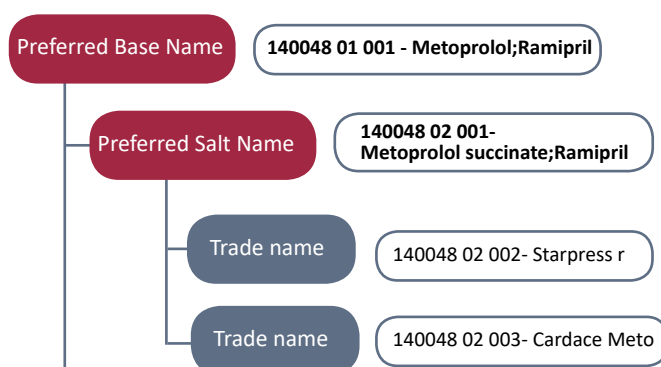 Preferred Base Name
140048 01 001 - Metoprolol;Ramipril
Preferred Salt Name
140048 02 001-
Metoprolol succinate;Ramipril
Trade name
140048 02 002- Starpress r
Trade name
140048 02 003- Cardace Meto